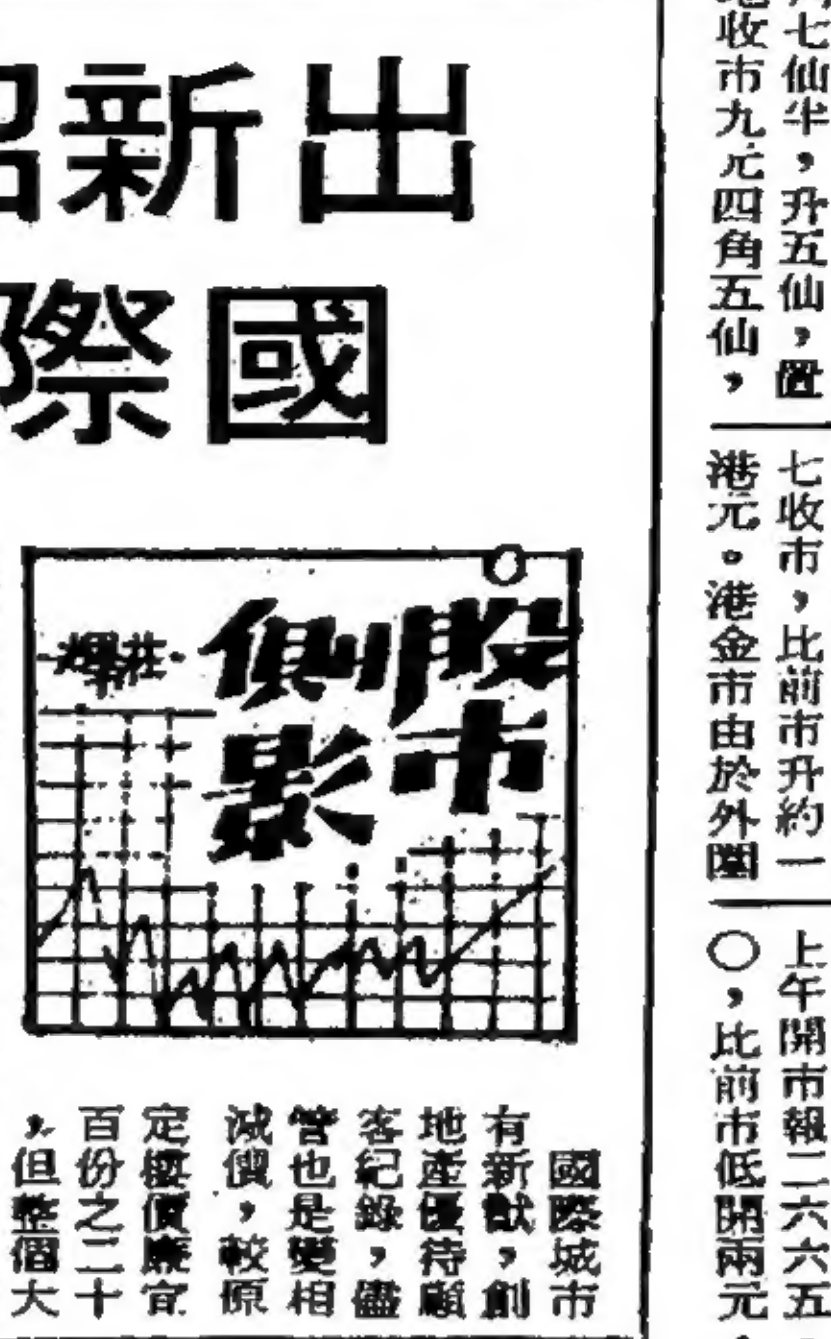 七仙半，升五仙，置
收市九元四角五仙，
七收市，比前市升約一
港元。港金市由於外圍
上午開市報二六六五
〇，比前市低開兩元
出新招
國際
股市
側影
國際城市
有新猷，創
地產優待顧
客紀錄，儘
管也是變相
減價，較原
定樓價廉宜
百份之二十
，但整個大